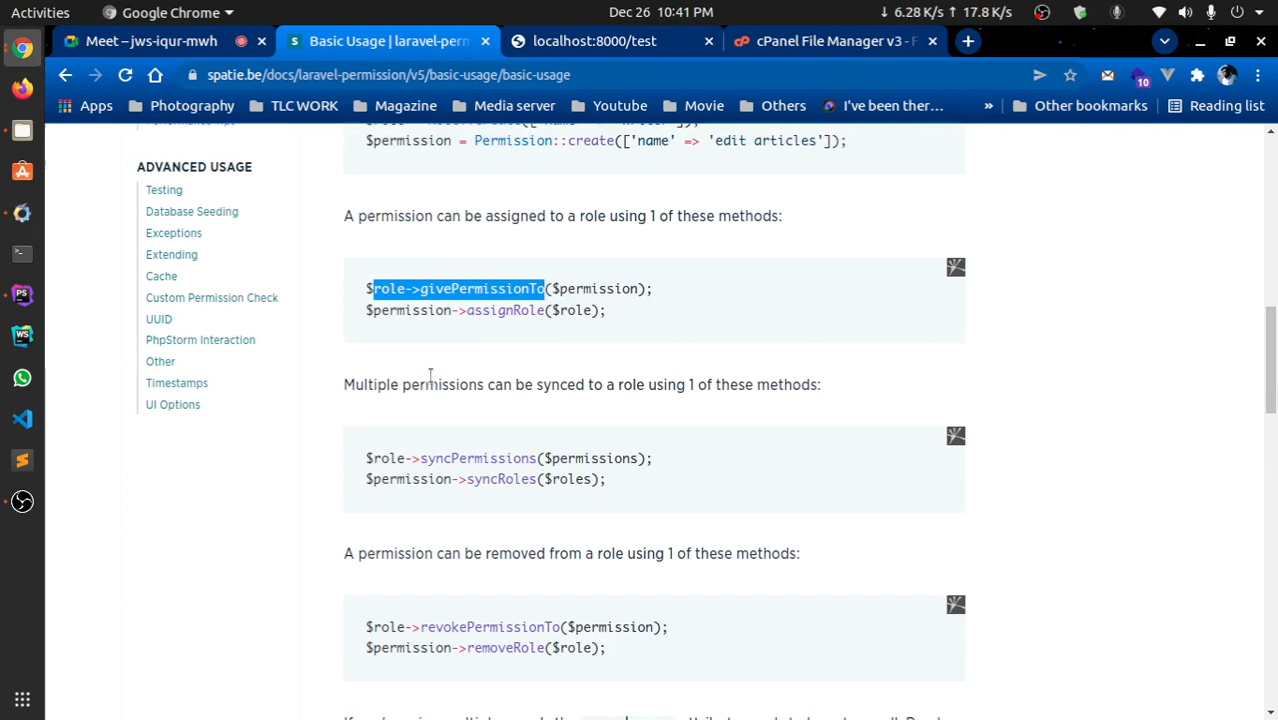 Activities
Google Chrome
Dec 26 10:41 PM
↓ 6.28 K/s ↑ 17.8 K/s
Meet – jws-iqur-mwh
Basic Usage | laravel-perm
localhost:8000/test
cPanel File Manager v3 - F
spatie.be/docs/laravel-permission/v5/basic-usage/basic-usage
10
Apps
Photography
TLC WORK
Magazine
Media server
Youtube
Movie
Others
I've been ther...
»
Other bookmarks
Reading list
ADVANCED USAGE
Testing
Database Seeding
Exceptions
Extending
Cache
Custom Permission Check
UUID
PhpStorm Interaction
Other
Timestamps
UI Options
$permission = Permission::create(['name' => 'edit articles']);
A permission can be assigned to a role using 1 of these methods:
$role->givePermissionTo($permission);
$permission->assignRole($role);
Multiple permissions can be synced to a role using 1 of these methods:
$role->syncPermissions($permissions);
$permission->syncRoles($roles);
A permission can be removed from a role using 1 of these methods:
$role->revokePermissionTo($permission);
$permission->removeRole($role);